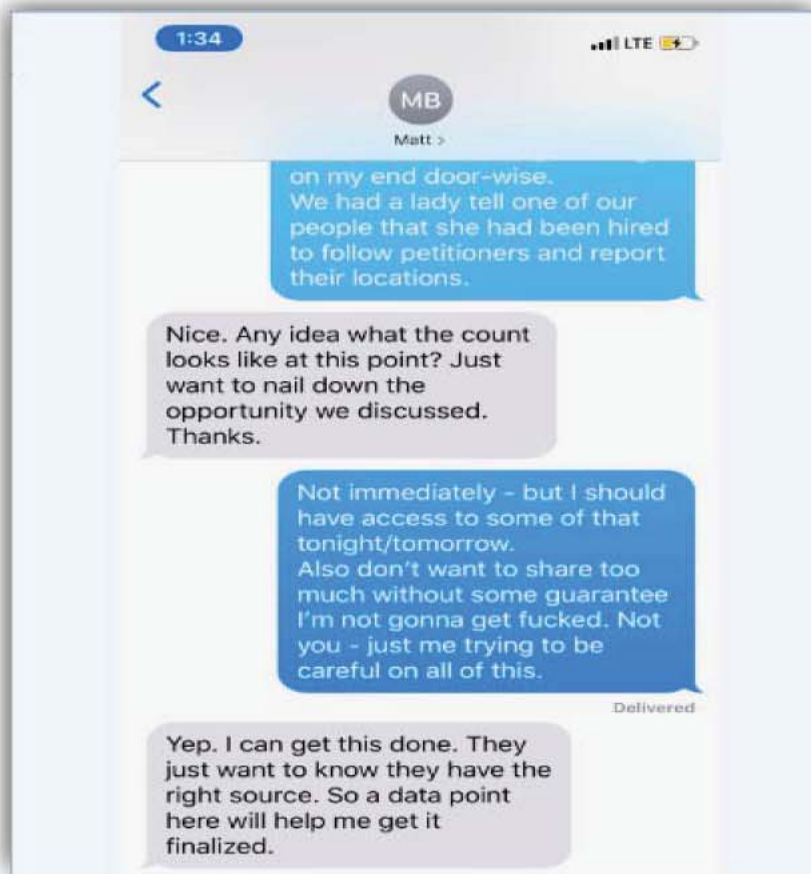 1:34
LTE
MB
Matt >
on my end door-wise.
We had a lady tell one of our
people that she had been hired
to follow petitioners and report
their locations.
Nice. Any idea what the count
looks like at this point? Just
want to nail down the
opportunity we discussed.
Thanks.
Not immediately - but I should
have access to some of that
tonight/tomorrow.
Also don't want to share too
much without some guarantee
I'm not gonna get fucked. Not
you - just me trying to be
careful on all of this.
Delivered
Yep. I can get this done. They
just want to know they have the
right source. So a data point
here will help me get it
finalized.